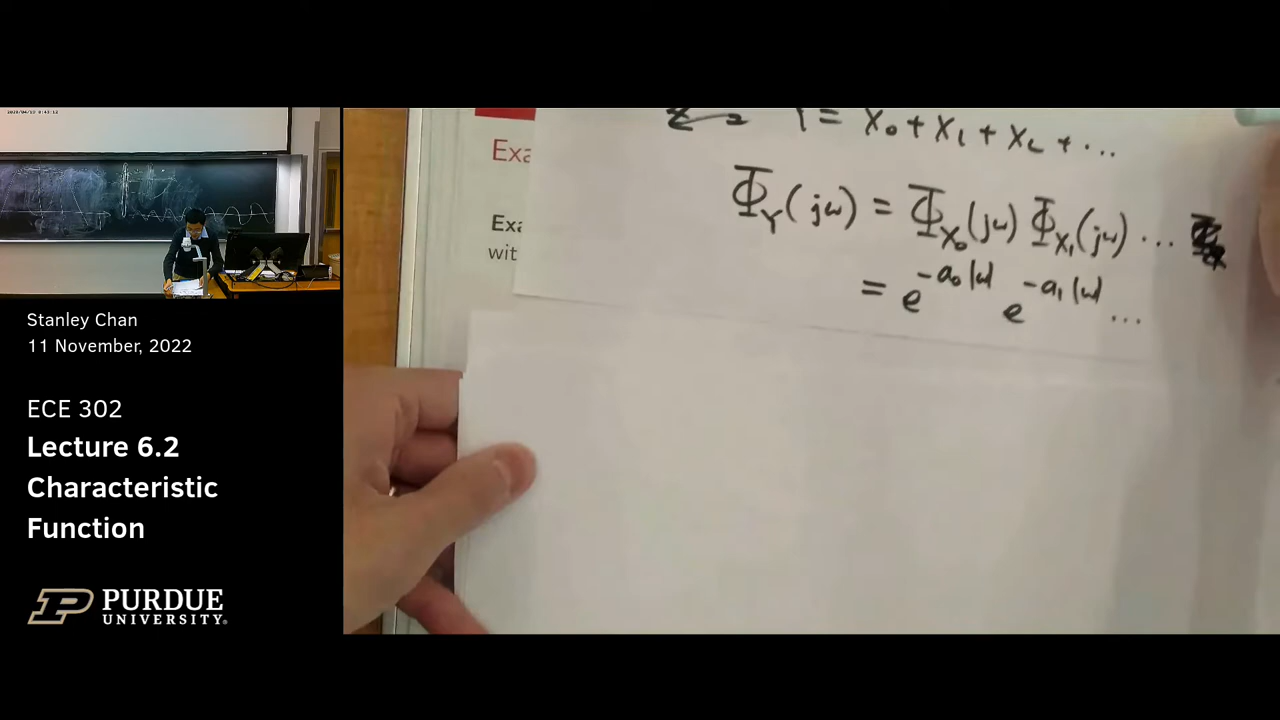 Y = X₀ + X₁ + X₂ + ...
Exa
Φ_Y(jω) = Φ_X₀(jω) Φ_X₁(jω) ...
Exa
wit
= e^{-a₀|ω|} e^{-a₁|ω|} ...
Stanley Chan
11 November, 2022
ECE 302
Lecture 6.2
Characteristic
Function
PURDUE
UNIVERSITY.